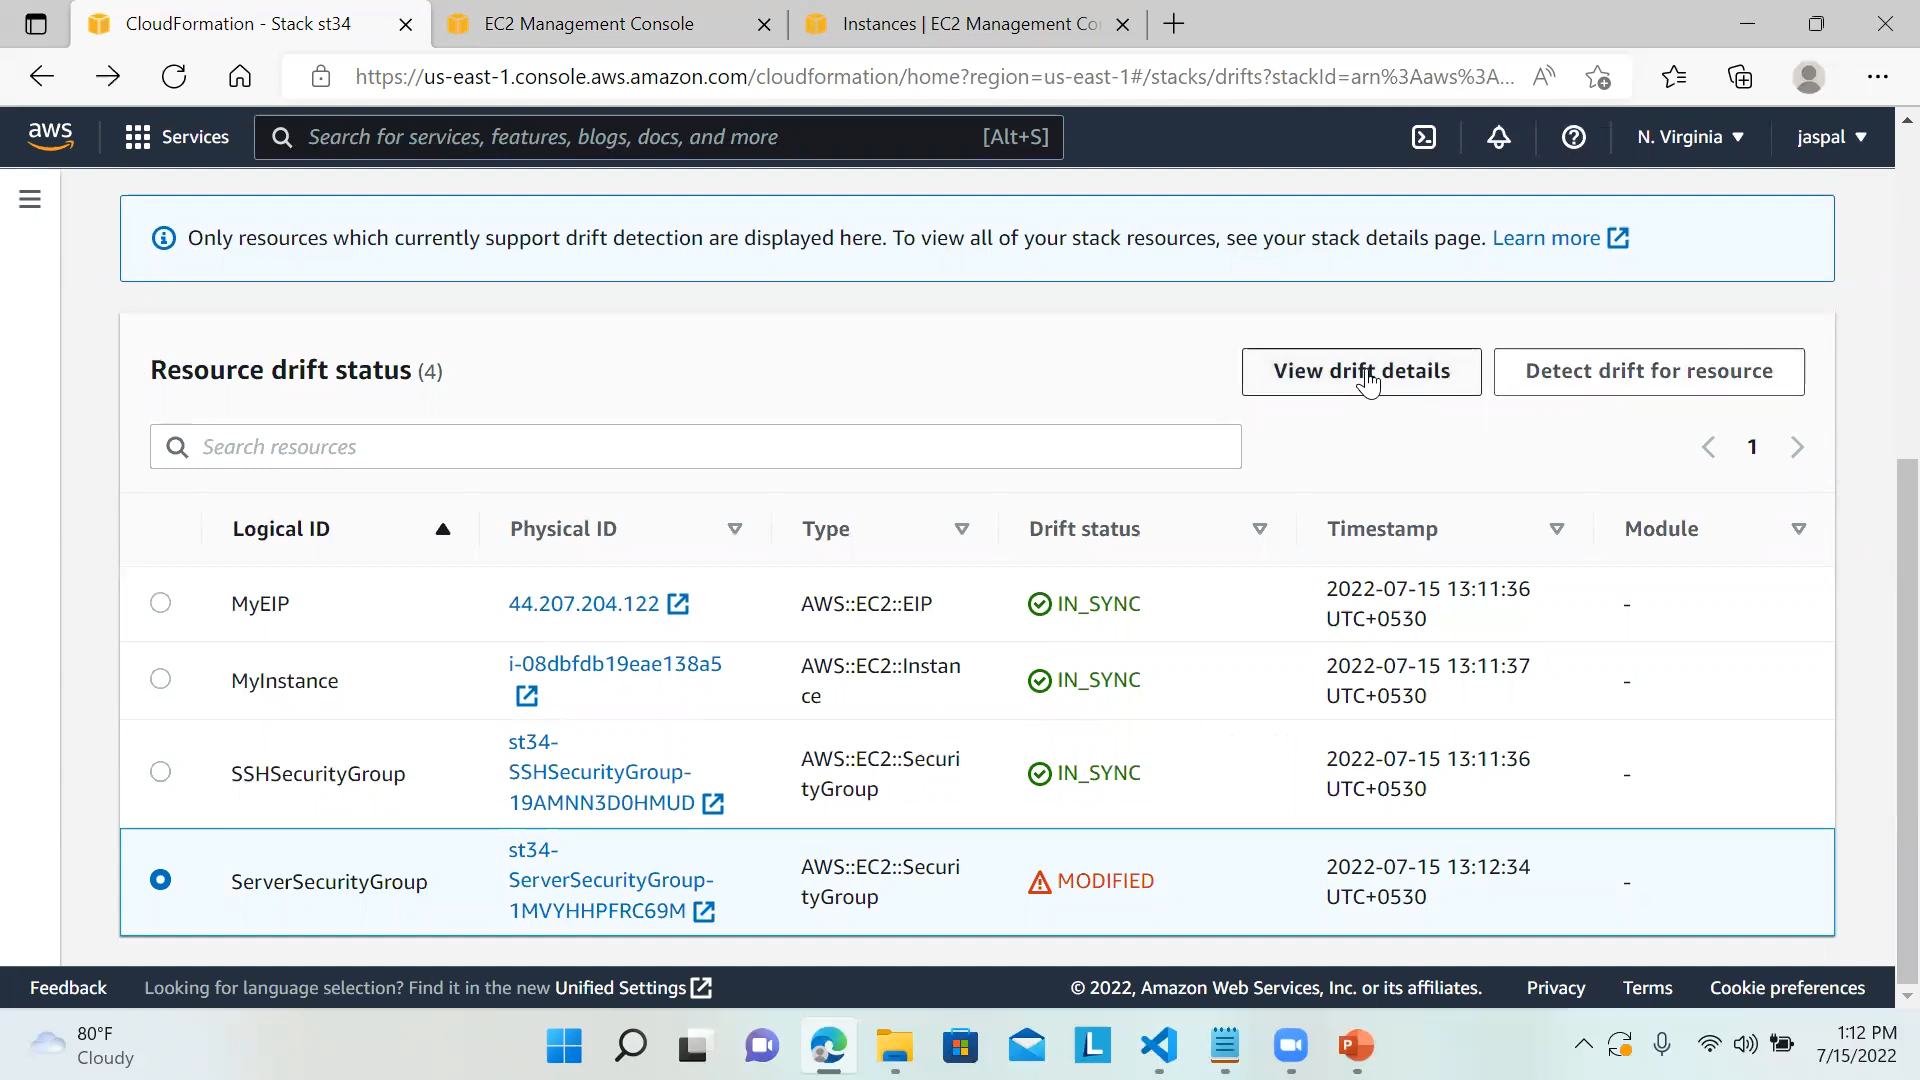 CloudFormation - Stack st34
EC2 Management Console
Instances | EC2 Management Co
https://us-east-1.console.aws.amazon.com/cloudformation/home?region=us-east-1#/stacks/drifts?stackId=arn%3Aaws%3A...
aws
Services
Search for services, features, blogs, docs, and more
[Alt+S]
N. Virginia
jaspal
Only resources which currently support drift detection are displayed here. To view all of your stack resources, see your stack details page. Learn more
Resource drift status (4)
View drift details
Detect drift for resource
Search resources
1
Logical ID
Physical ID
Type
Drift status
Timestamp
Module
MyEIP
44.207.204.122
AWS::EC2::EIP
IN_SYNC
2022-07-15 13:11:36
UTC+0530
-
MyInstance
i-08dbfdb19eae138a5
AWS::EC2::Instan
ce
IN_SYNC
2022-07-15 13:11:37
UTC+0530
-
SSHSecurityGroup
st34-
SSHSecurityGroup-
19AMNN3D0HMUD
AWS::EC2::Securi
tyGroup
IN_SYNC
2022-07-15 13:11:36
UTC+0530
-
ServerSecurityGroup
st34-
ServerSecurityGroup-
1MVYHHPFRC69M
AWS::EC2::Securi
tyGroup
MODIFIED
2022-07-15 13:12:34
UTC+0530
-
Feedback
Looking for language selection? Find it in the new Unified Settings
© 2022, Amazon Web Services, Inc. or its affiliates.
Privacy
Terms
Cookie preferences
80°F
Cloudy
1:12 PM
7/15/2022